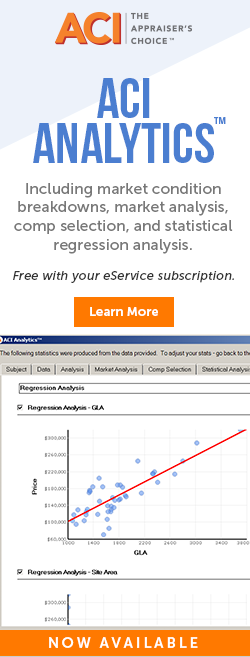 ACI THE APPRAISER'S CHOICE™
ACI
ANALYTICS™
Including market condition
breakdowns, market analysis,
comp selection, and statistical
regression analysis.
Free with your eService subscription.
Learn More
ACI Analytics™
The following statistics were produced from the data provided. To adjust your stats - go back to the
Subject Data Analysis Market Analysis Comp Selection Statistical Analysis
Regression Analysis
Regression Analysis - GLA
$300,000
$260,000
$220,000
$180,000
$140,000
$100,000
$60,000
Price
1000 1400 1800 2200 2600 3000 3400 3800
GLA
Regression Analysis - Site Area
$300,000
$260,000
NOW AVAILABLE